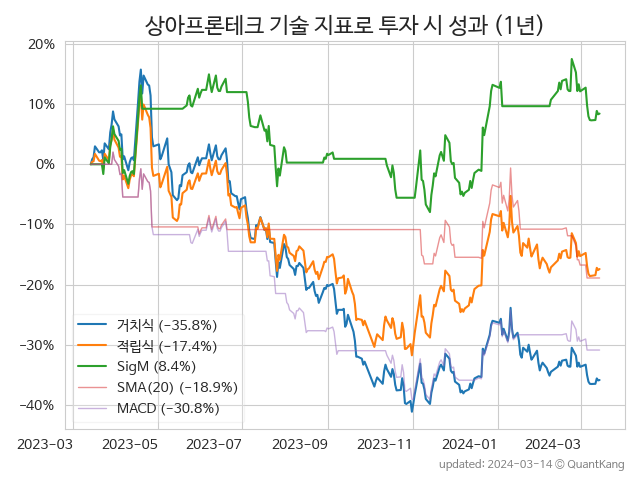 상아프론테크 기술 지표로 투자 시 성과 (1년)
20%
10%
0%
−10%
−20%
−30%
−40%
거치식 (−35.8%)
적립식 (−17.4%)
SigM (8.4%)
SMA(20) (−18.9%)
MACD (−30.8%)
2023-03
2023-05
2023-07
2023-09
2023-11
2024-01
2024-03
updated: 2024-03-14 © QuantKang